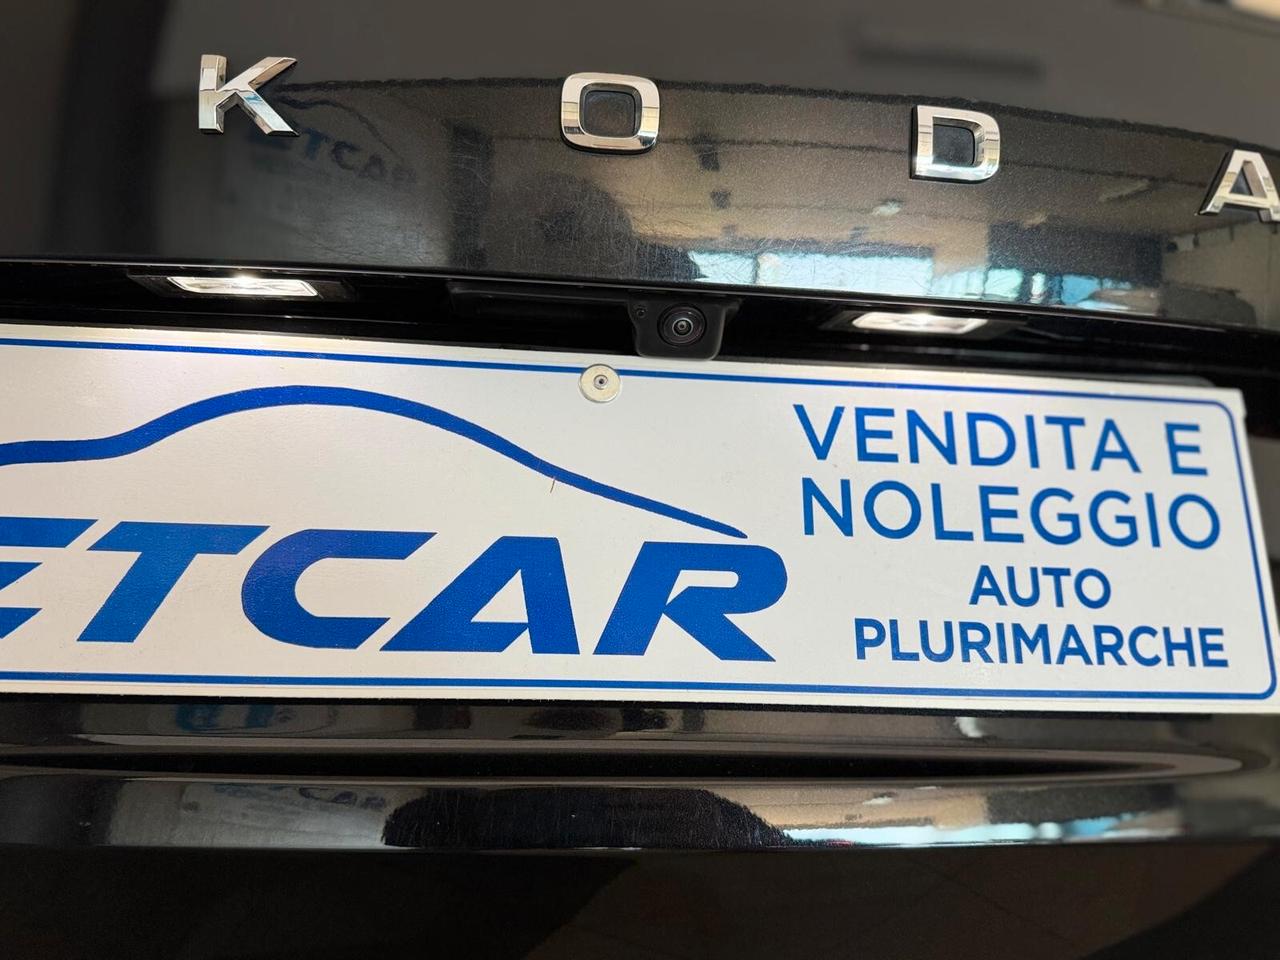 KODA
VENDITA E
NOLEGGIO
AUTO
PLURIMARCHE
ETCAR